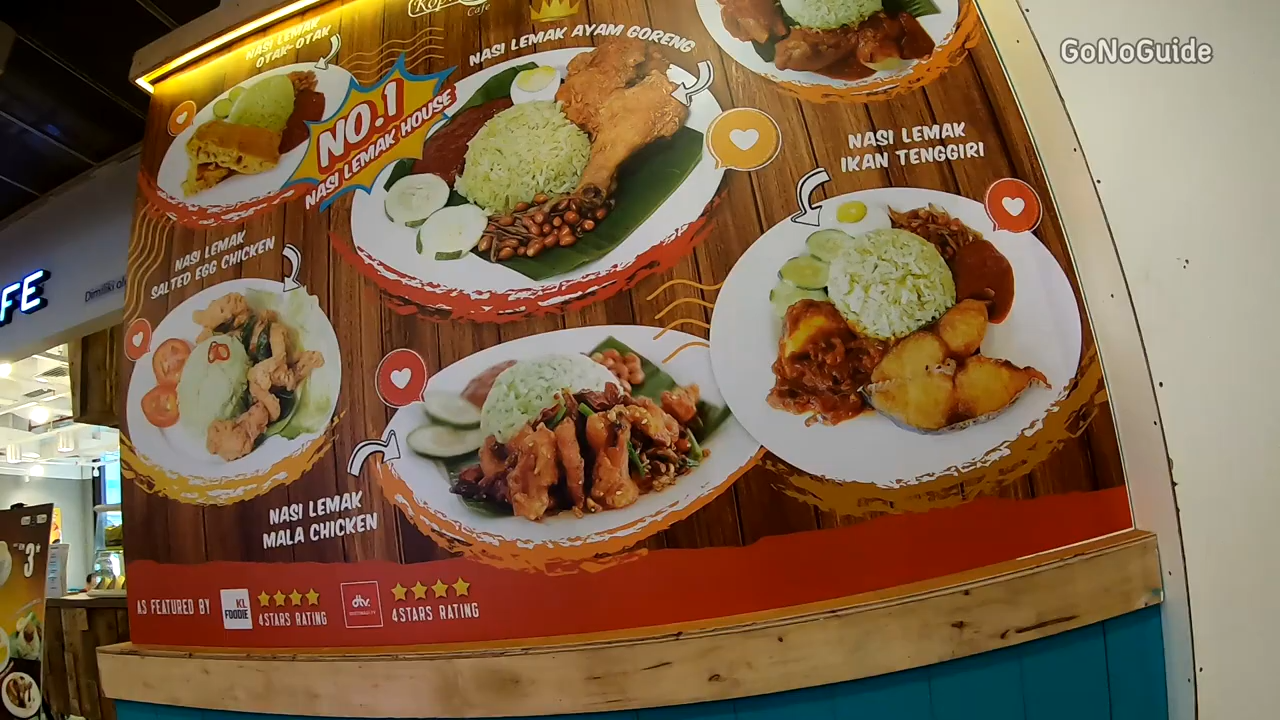 Cafe
GoNoGuide
NASI LEMAK
OTAK-OTAK
NASI LEMAK AYAM GORENG
NO.1
NASI LEMAK HOUSE
NASI LEMAK
IKAN TENGGIRI
NASI LEMAK
SALTED EGG CHICKEN
FE
NASI LEMAK
MALA CHICKEN
3
AS FEATURED BY
KL
FOODIE
4STARS RATING
dtv.
4STARS RATING